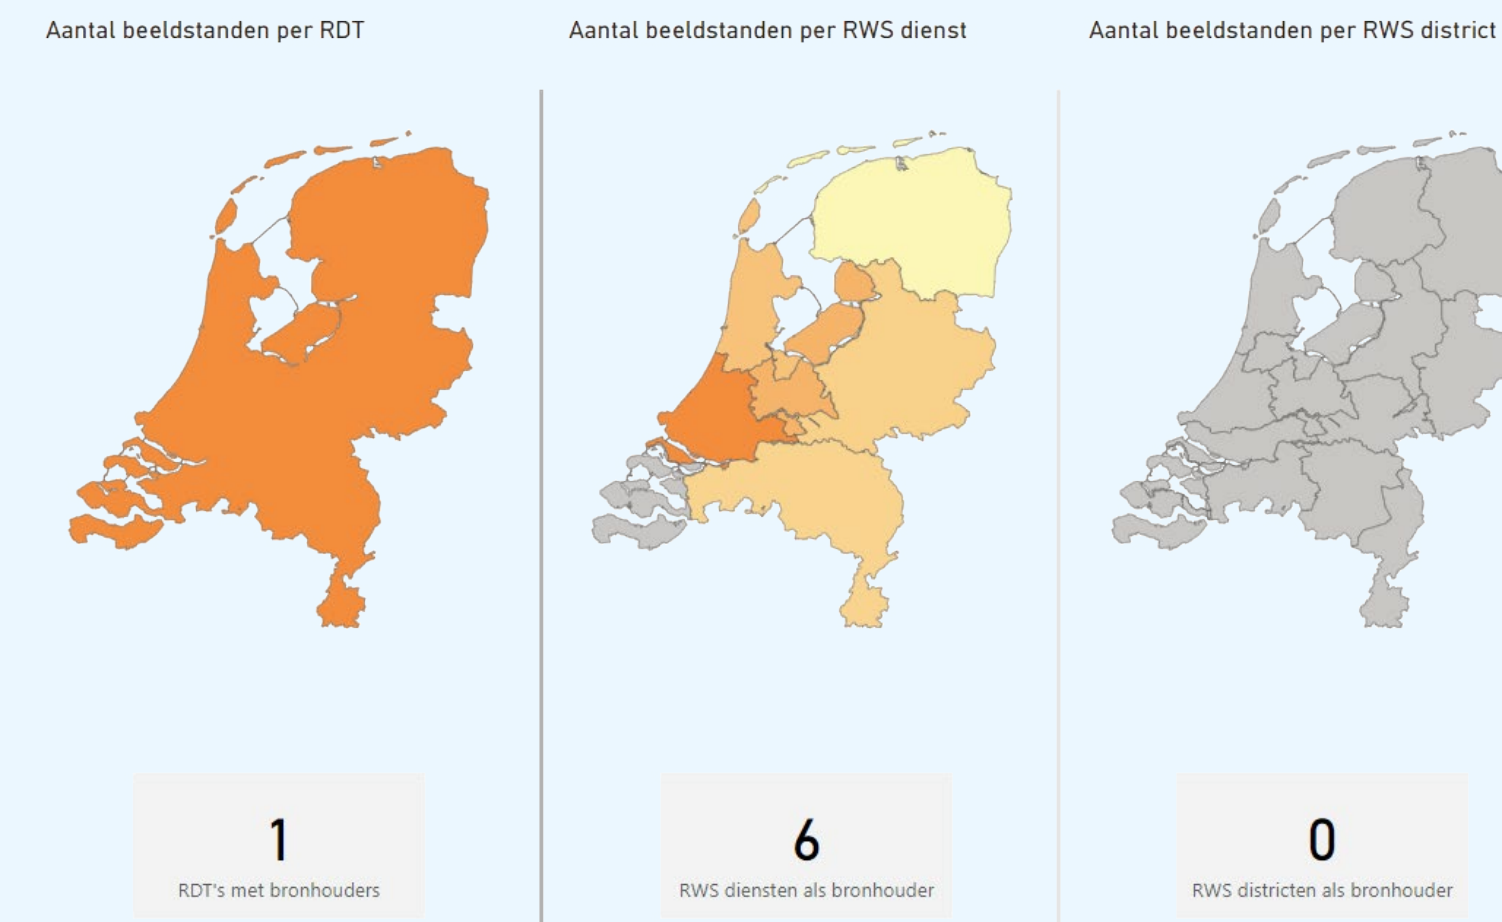 Aantal beeldstanden per RDT
Aantal beeldstanden per RWS dienst
Aantal beeldstanden per RWS district
1
RDT's met bronhouders
6
RWS diensten als bronhouder
0
RWS districten als bronhouder